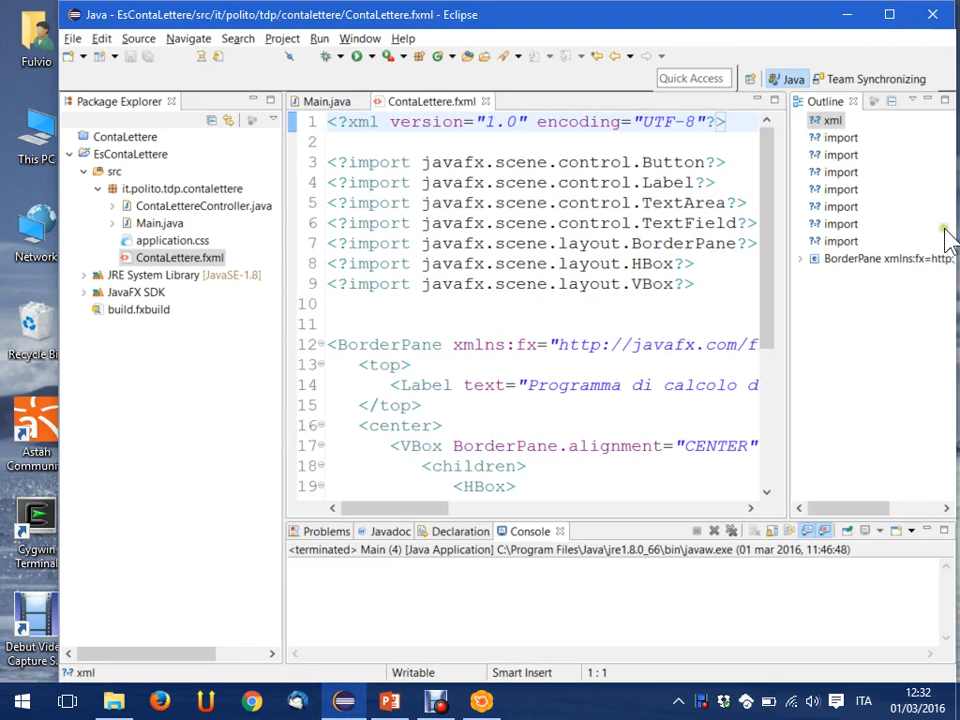 Java - EsContaLettere/src/it/polito/tdp/contalettere/ContaLettere.fxml - Eclipse
File Edit Source Navigate Search Project Run Window Help
Quick Access
Java
Team Synchronizing
Package Explorer
ContaLettere
EsContaLettere
src
it.polito.tdp.contalettere
ContaLettereController.java
Main.java
application.css
ContaLettere.fxml
JRE System Library [JavaSE-1.8]
JavaFX SDK
build.fxbuild
Main.java
ContaLettere.fxml
1 <?xml version="1.0" encoding="UTF-8"?>
2
3 <?import javafx.scene.control.Button?>
4 <?import javafx.scene.control.Label?>
5 <?import javafx.scene.control.TextArea?>
6 <?import javafx.scene.control.TextField?>
7 <?import javafx.scene.layout.BorderPane?>
8 <?import javafx.scene.layout.HBox?>
9 <?import javafx.scene.layout.VBox?>
10
11
12 <BorderPane xmlns:fx="http://javafx.com/f
13 <top>
14 <Label text="Programma di calcolo d
15 </top>
16 <center>
17 <VBox BorderPane.alignment="CENTER"
18 <children>
19 <HBox>
Outline
xml
import
import
import
import
import
import
import
BorderPane xmlns:fx=http:
Problems
Javadoc
Declaration
Console
<terminated> Main (4) [Java Application] C:\Program Files\Java\jre1.8.0_66\bin\javaw.exe (01 mar 2016, 11:46:48)
xml
Writable
Smart Insert
1 : 1
Fulvio
This PC
Network
Recycle Bi
Astah
Communi
Cygwin
Terminal
Debut Vide
Capture S...
ITA
12:32
01/03/2016